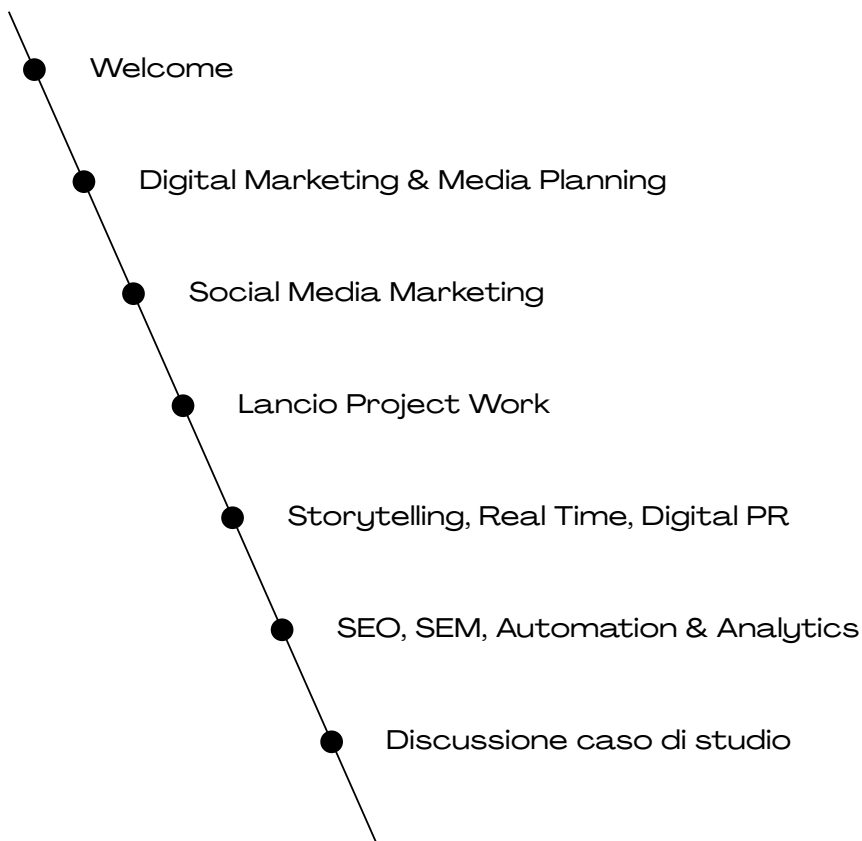 Welcome
Digital Marketing & Media Planning
Social Media Marketing
Lancio Project Work
Storytelling, Real Time, Digital PR
SEO, SEM, Automation & Analytics
Discussione caso di studio